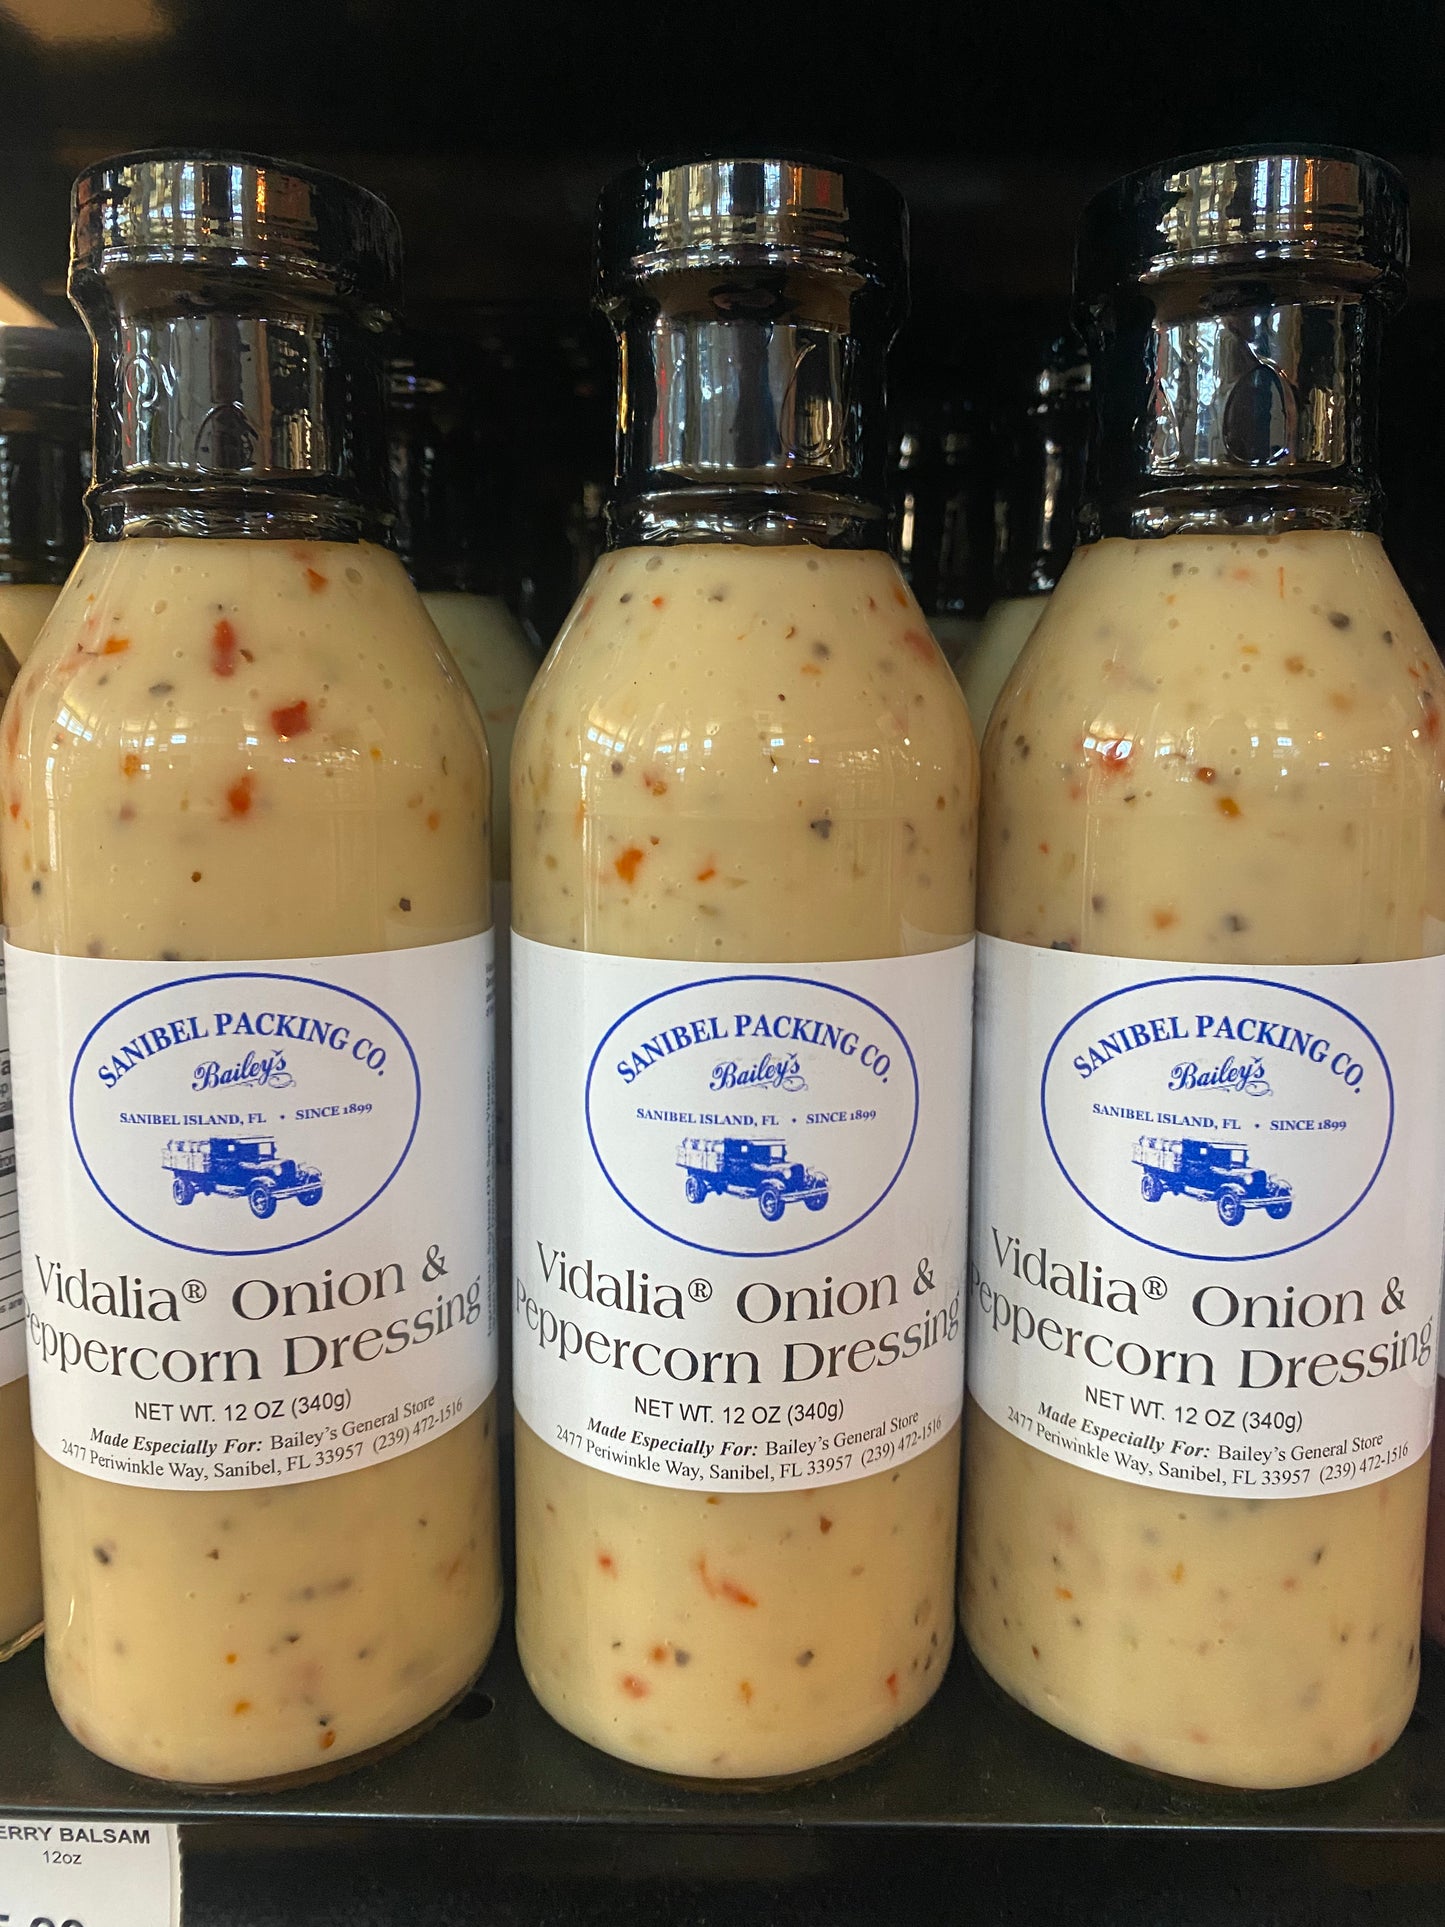 SANIBEL PACKING CO.
Bailey's
SANIBEL ISLAND, FL • SINCE 1899
Vidalia® Onion &
Peppercorn Dressing
NET WT. 12 OZ (340g)
Made Especially For: Bailey's General Store
2477 Periwinkle Way, Sanibel, FL 33957 (239) 472-1516
SANIBEL PACKING CO.
Bailey's
SANIBEL ISLAND, FL • SINCE 1899
Vidalia® Onion &
Peppercorn Dressing
NET WT. 12 OZ (340g)
Made Especially For: Bailey's General Store
2477 Periwinkle Way, Sanibel, FL 33957 (239) 472-1516
SANIBEL PACKING CO.
Bailey's
SANIBEL ISLAND, FL • SINCE 1899
Vidalia® Onion &
Peppercorn Dressing
NET WT. 12 OZ (340g)
Made Especially For: Bailey's General Store
2477 Periwinkle Way, Sanibel, FL 33957 (239) 472-1516
ERRY BALSAM
12oz